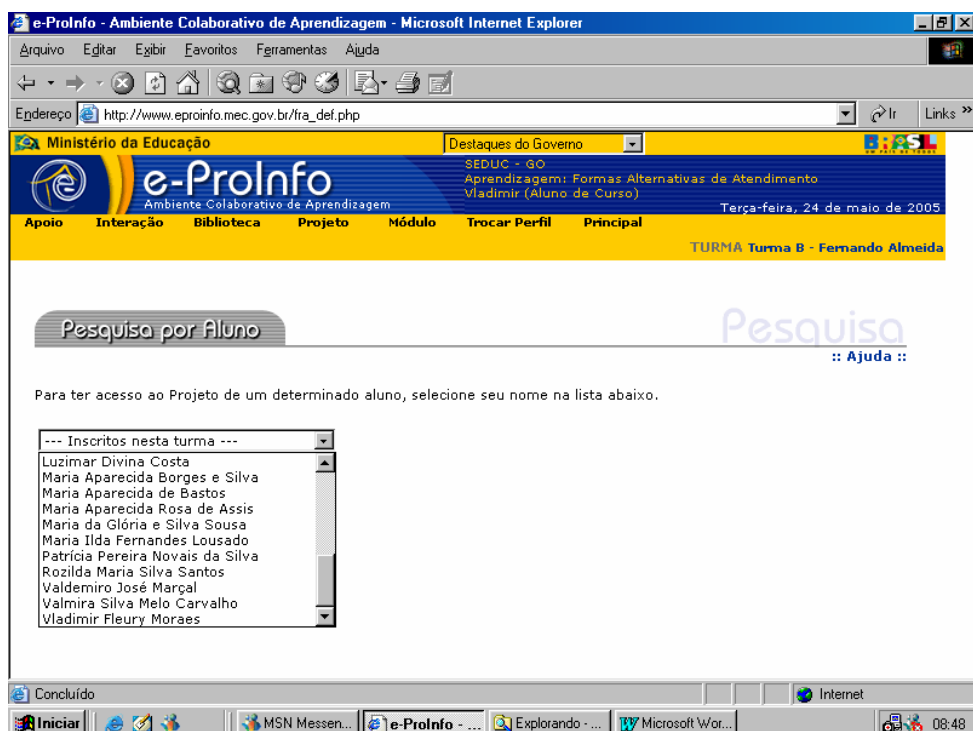 e-ProInfo - Ambiente Colaborativo de Aprendizagem - Microsoft Internet Explorer
Arquivo Editar Exibir Favoritos Ferramentas Ajuda
Endereço http://www.eproinfo.mec.gov.br/fra_def.php Ir Links »
Ministério da Educação Destaques do Governo BRASIL
UM PAÍS DE TODOS
SEDUC - GO
e e-ProInfo Aprendizagem: Formas Alternativas de Atendimento
Vladimir (Aluno de Curso)
Ambiente Colaborativo de Aprendizagem Terça-feira, 24 de maio de 2005
Apoio Interação Biblioteca Projeto Módulo Trocar Perfil Principal
TURMA Turma B - Fernando Almeida
Pesquisa por Aluno Pesquisa
:: Ajuda ::
Para ter acesso ao Projeto de um determinado aluno, selecione seu nome na lista abaixo.
--- Inscritos nesta turma ---
Luzimar Divina Costa
Maria Aparecida Borges e Silva
Maria Aparecida de Bastos
Maria Aparecida Rosa de Assis
Maria da Glória e Silva Sousa
Maria Ilda Fernandes Lousado
Patrícia Pereira Novais da Silva
Rozilda Maria Silva Santos
Valdemiro José Marçal
Valmira Silva Melo Carvalho
Vladimir Fleury Moraes
Concluído Internet
Iniciar MSN Messen... e-ProInfo - ... Explorando - ... Microsoft Wor... 08:48